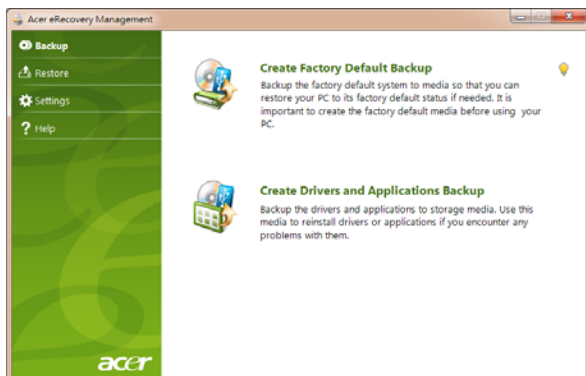 Acer eRecovery Management
Backup
Restore
Settings
? Help
Create Factory Default Backup
Backup the factory default system to media so that you can
restore your PC to its factory default status if needed. It is
important to create the factory default media before using your
PC.
Create Drivers and Applications Backup
Backup the drivers and applications to storage media. Use this
media to reinstall drivers or applications if you encounter any
problems with them.
acer